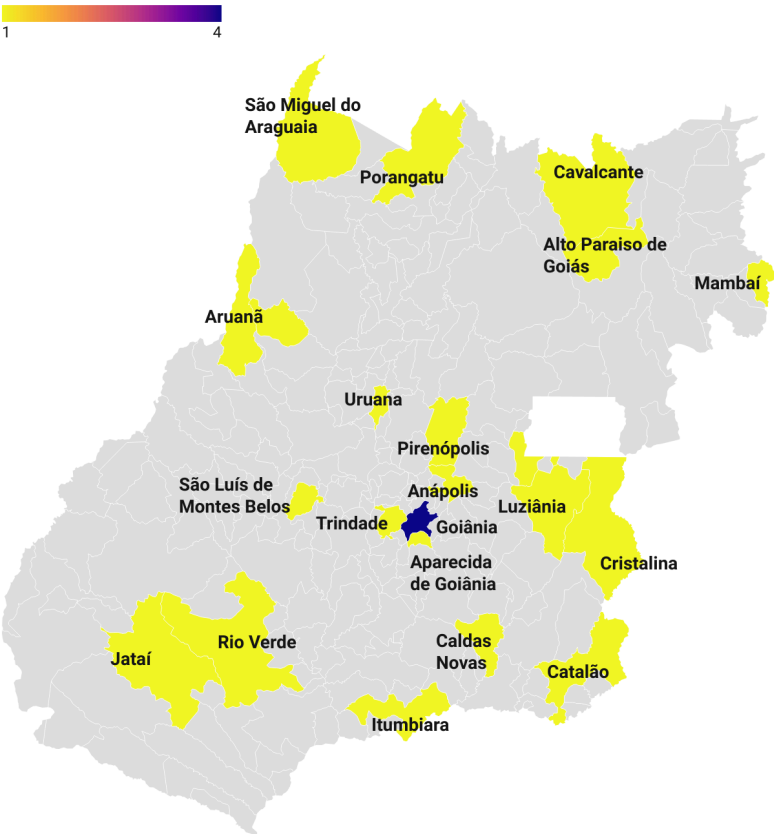 1 4
São Miguel do
Araguaia
Porangatu
Cavalcante
Alto Paraiso de
Goiás
Mambaí
Aruanã
Uruana
Pirenópolis
São Luís de
Montes Belos
Anápolis
Luziânia
Trindade
Goiânia
Aparecida
de Goiânia
Cristalina
Rio Verde
Caldas
Novas
Jataí
Catalão
Itumbiara